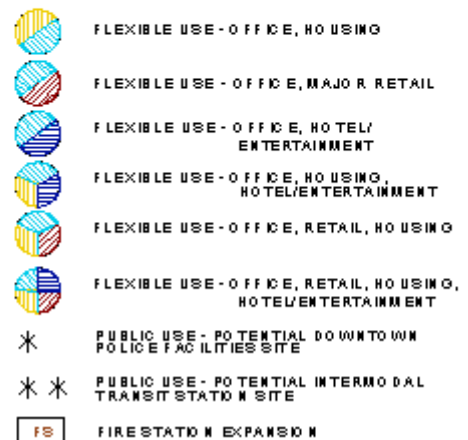 FLEXIBLE USE - OFFICE, HOUSING
FLEXIBLE USE - OFFICE, MAJOR RETAIL
FLEXIBLE USE - OFFICE, HOTEL/
ENTERTAINMENT
FLEXIBLE USE - OFFICE, HOUSING,
HOTEL/ENTERTAINMENT
FLEXIBLE USE - OFFICE, RETAIL, HOUSING
FLEXIBLE USE - OFFICE, RETAIL, HOUSING,
HOTEL/ENTERTAINMENT
PUBLIC USE - POTENTIAL DOWNTOWN
POLICE FACILITIES SITE
PUBLIC USE - POTENTIAL INTERMODAL
TRANSIT STATION SITE
FS FIRE STATION EXPANSION